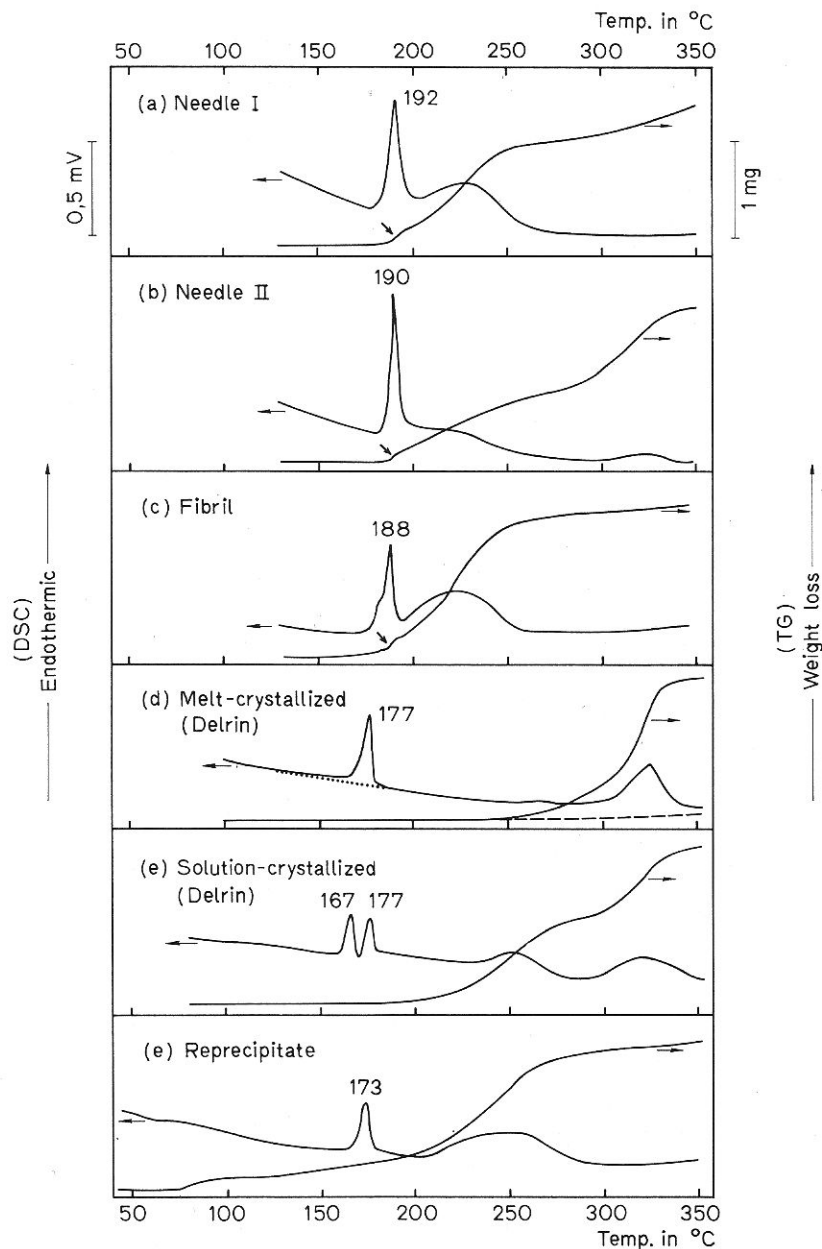 Temp. in °C
50 100 150 200 250 300 350
(a) Needle I
192
0,5 mV
1 mg
(b) Needle II
190
(c) Fibril
188
(DSC)
Endothermic
(TG)
Weight loss
(d) Melt-crystallized
(Delrin)
177
(e) Solution-crystallized
(Delrin)
167 177
(e) Reprecipitate
173
50 100 150 200 250 300 350
Temp. in °C